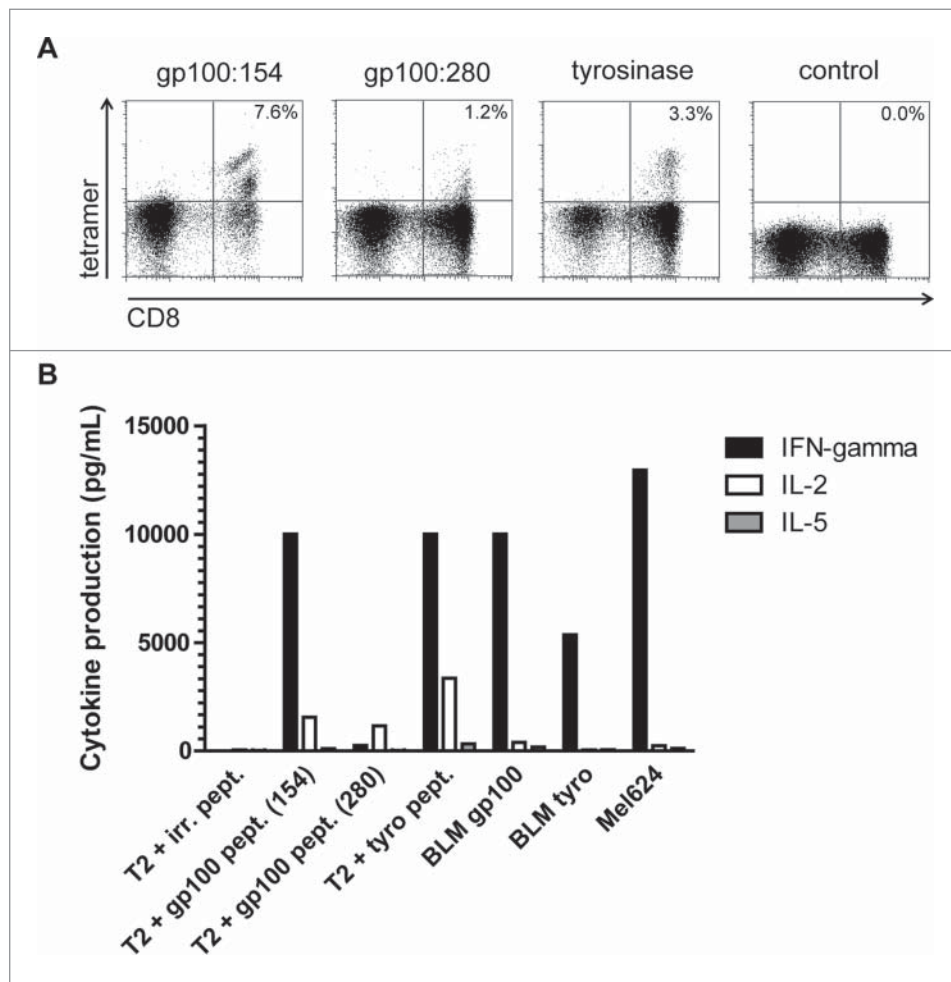 A
gp100:154 gp100:280 tyrosinase control
7.6% 1.2% 3.3% 0.0%
tetramer
CD8
B
Cytokine production (pg/mL)
15000
10000
5000
0
IFN-gamma
IL-2
IL-5
T2 + irr. pept.
T2 + gp100 pept. (154)
T2 + gp100 pept. (280)
T2 + tyro pept.
BLM gp100
BLM tyro
Mel624